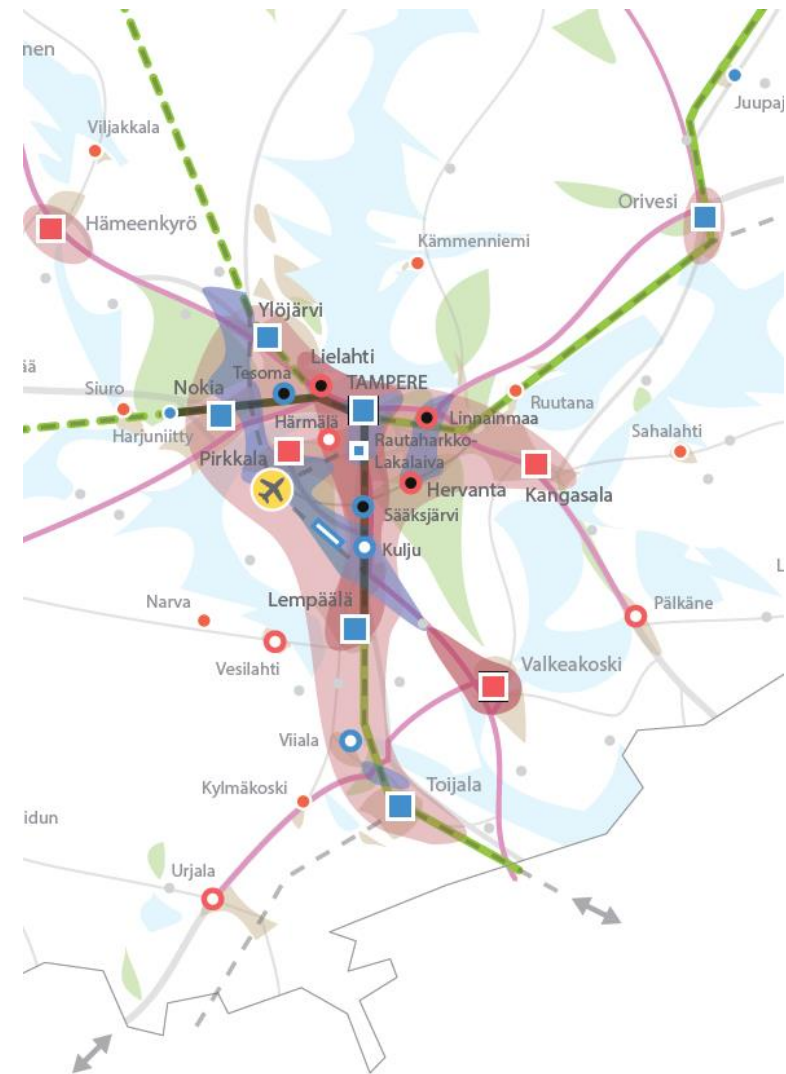 nen
Viljakkala
Juupaj
Orivesi
Hämeenkyrö
Kämmenniemi
Ylöjärvi
Lielahti
Tesoma
TAMPERE
Siuro
Nokia
Ruutana
Härmälä
Linnainmaa
Harjuniitty
Rautaharkko-
Sahalahti
Pirkkala
Lakalaiva
Hervanta
Kangasala
Sääksjärvi
Kulju
Narva
Lempäälä
Pälkäne
L
Vesilahti
Valkeakoski
Viiala
Toijala
Kylmäkoski
idun
Urjala
ää